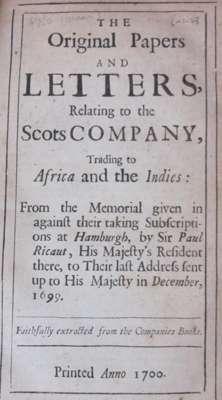 THE
Original Papers
AND
LETTERS,
Relating to the
Scots COMPANY,
Trading to
Africa and the Indies:
From the Memorial given in
against their taking Subscripti-
ons at Hamburgh, by Sir Paul
Ricaut, His Majesty's Resident
there, to Their last Address sent
up to His Majesty in December,
1699.
Faithfully extracted from the Companies Books.
Printed Anno 1700.